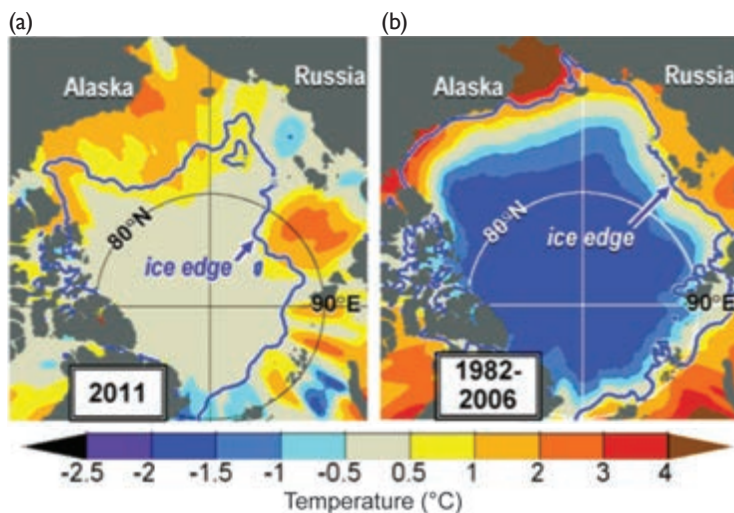 (a)
(b)
Alaska
Russia
Alaska
Russia
80°N
80°N
ice edge
ice edge
90°E
90°E
2011
1982-
2006
-2.5 -2 -1.5 -1 -0.5 0.5 1 2 3 4
Temperature (°C)